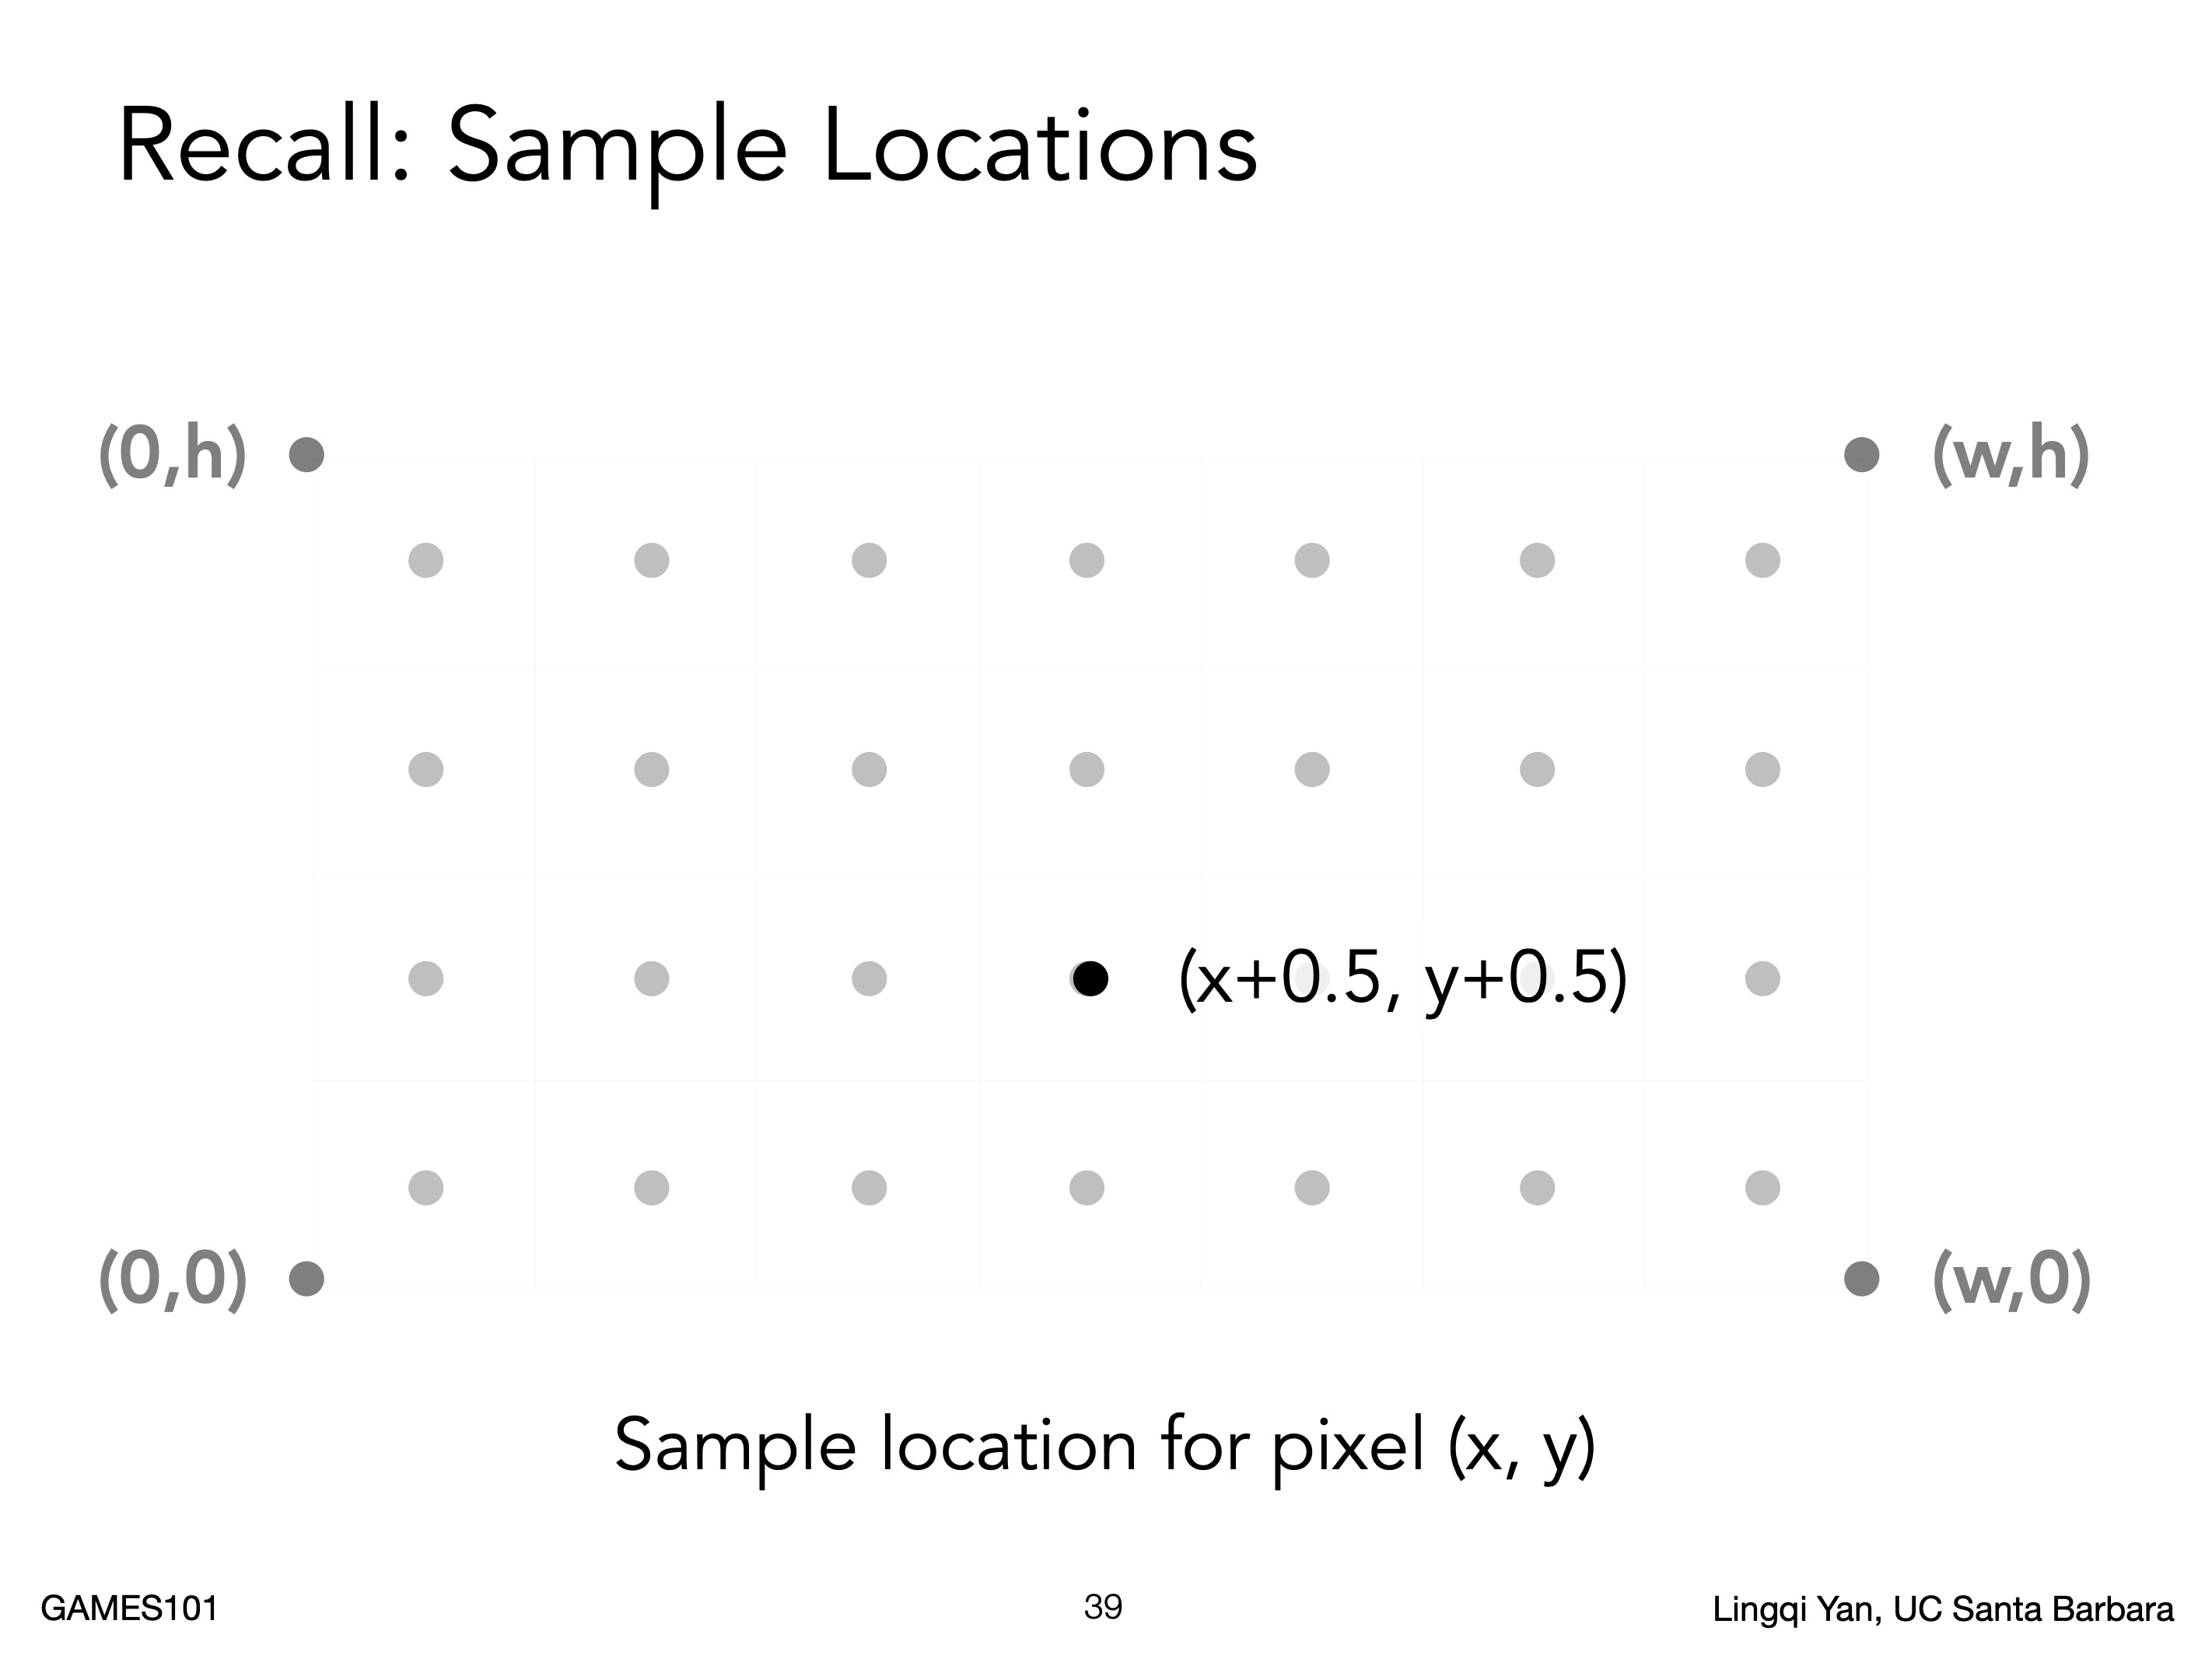 Recall: Sample Locations
(0,h)
(w,h)
(x+0.5, y+0.5)
(0,0)
(w,0)
Sample location for pixel (x, y)
GAMES101
39
Lingqi Yan, UC Santa Barbara